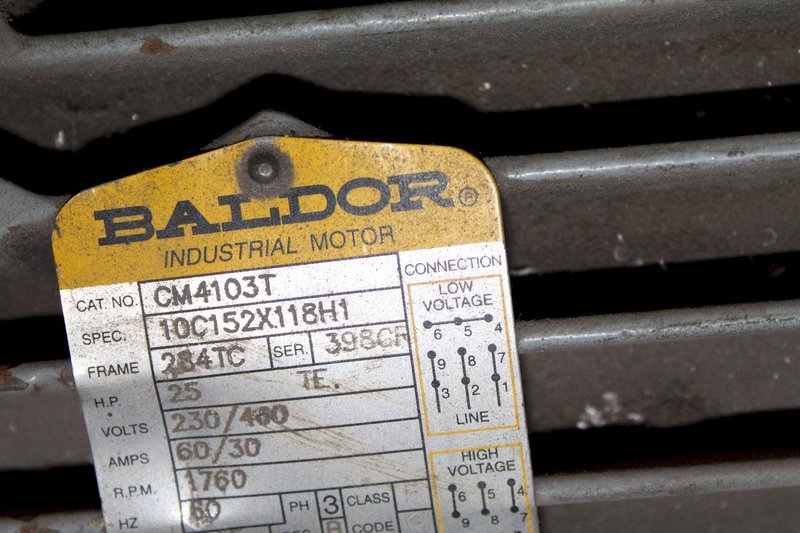 BALDOR®
INDUSTRIAL MOTOR
CAT NO. CM4103T
SPEC. 10C152X118H1
FRAME 284TC SER. 398CR
H.P. 25 TE.
VOLTS 230/460
AMPS 60/30
R.P.M. 1760
HZ 60 PH 3 CLASS F
B CODE
CONNECTION
LOW
VOLTAGE
6 5 4
9 8 7
3 2 1
LINE
HIGH
VOLTAGE
6 5 4
9 8 7